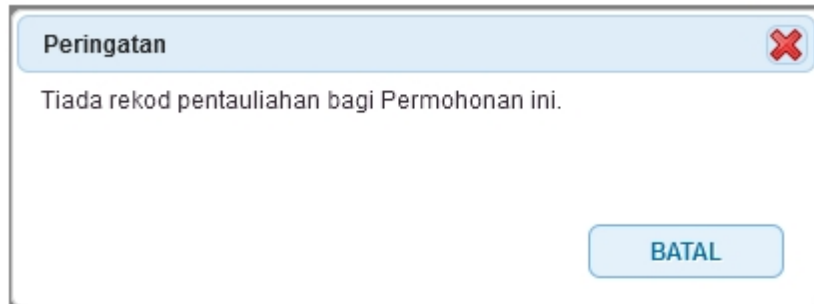 Peringatan
Tiada rekod pentauliahan bagi Permohonan ini.
BATAL